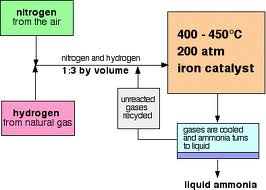 nitrogen
from the air
nitrogen and hydrogen
1:3 by volume
400 - 450°C
200 atm
iron catalyst
unreacted
gases
recycled
hydrogen
from natural gas
gases are cooled
and ammonia turns
to liquid
liquid ammonia